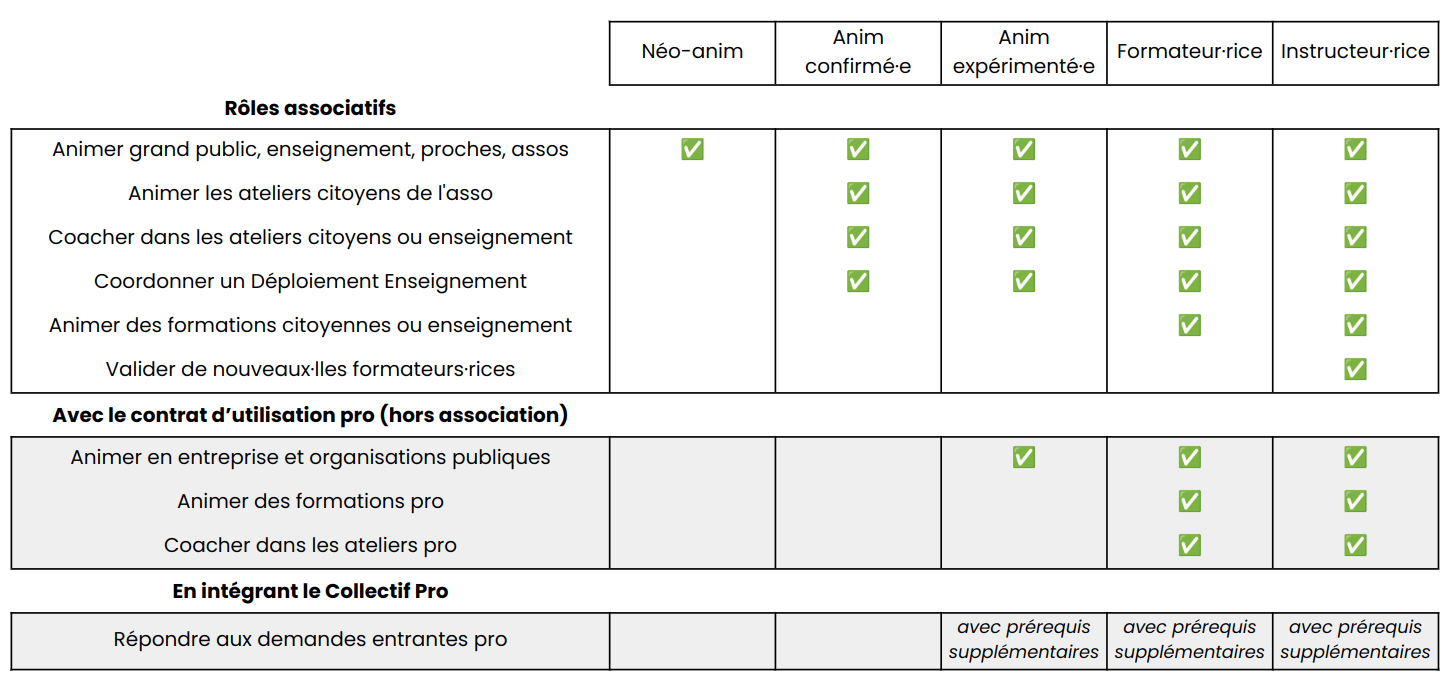 Néo-anim
Anim
confirmé·e
Anim
expérimenté·e
Formateur·rice
Instructeur·rice
Rôles associatifs
Animer grand public, enseignement, proches, assos ✅ ✅ ✅ ✅ ✅
Animer les ateliers citoyens de l'asso ✅ ✅ ✅ ✅
Coacher dans les ateliers citoyens ou enseignement ✅ ✅ ✅ ✅
Coordonner un Déploiement Enseignement ✅ ✅ ✅ ✅
Animer des formations citoyennes ou enseignement ✅ ✅
Valider de nouveaux·lles formateurs·rices ✅
Avec le contrat d’utilisation pro (hors association)
Animer en entreprise et organisations publiques ✅ ✅ ✅
Animer des formations pro ✅ ✅
Coacher dans les ateliers pro ✅ ✅
En intégrant le Collectif Pro
Répondre aux demandes entrantes pro
avec prérequis
supplémentaires
avec prérequis
supplémentaires
avec prérequis
supplémentaires